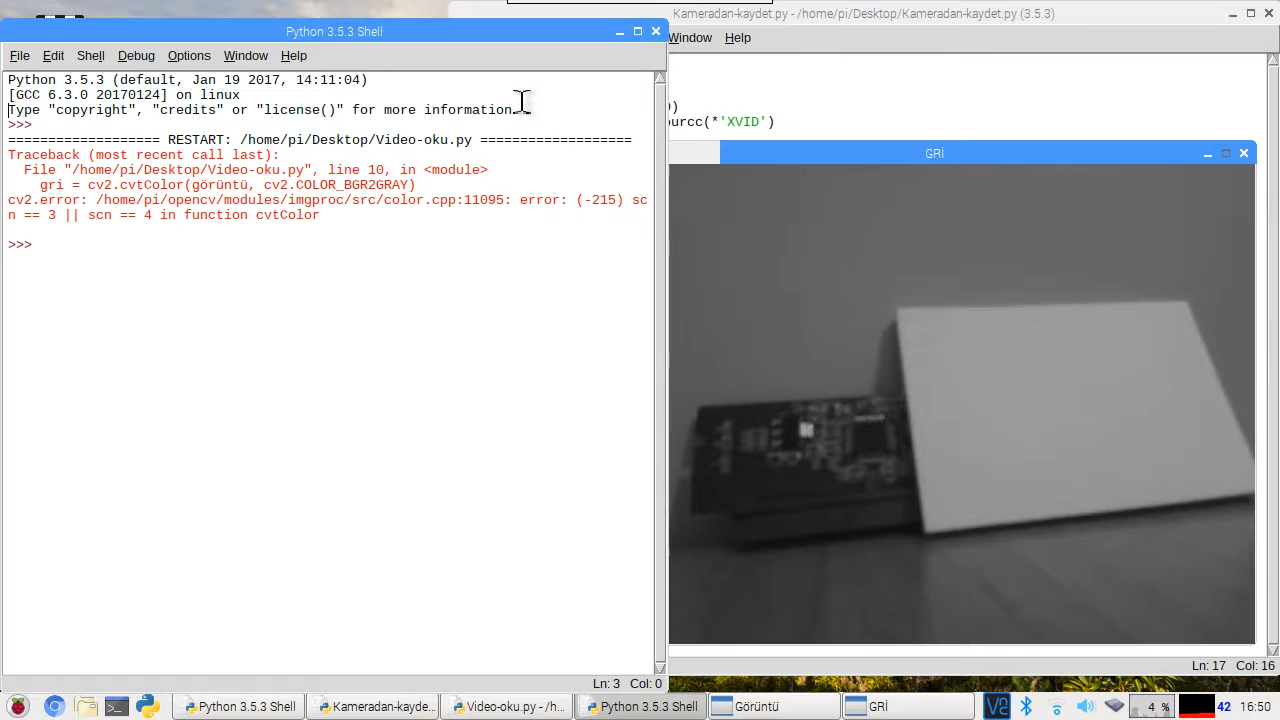 Kameradan-kaydet.py - /home/pi/Desktop/Kameradan-kaydet.py (3.5.3)
Python 3.5.3 Shell
Window Help
File Edit Shell Debug Options Window Help
Python 3.5.3 (default, Jan 19 2017, 14:11:04)
[GCC 6.3.0 20170124] on linux
Type "copyright", "credits" or "license()" for more information.
>>>
==================== RESTART: /home/pi/Desktop/Video-oku.py ====================
Traceback (most recent call last):
File "/home/pi/Desktop/Video-oku.py", line 10, in <module>
gri = cv2.cvtColor(görüntü, cv2.COLOR_BGR2GRAY)
cv2.error: /home/pi/opencv/modules/imgproc/src/color.cpp:11095: error: (-215) sc
n == 3 || scn == 4 in function cvtColor
>>>
)
ourcc(*'XVID')
GRİ
Ln: 17 Col: 16
Ln: 3 Col: 0
Python 3.5.3 Shell
Kameradan-kayde...
Video-oku.py - /h...
Python 3.5.3 Shell
Görüntü
GRİ
4 %
42
16:50